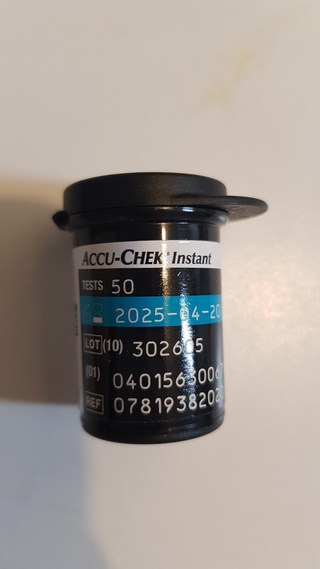 ACCU-CHEK® Instant
TESTS 50
2025-04-20
LOT (10) 302605
(01)
0401563006
REF 0781938202